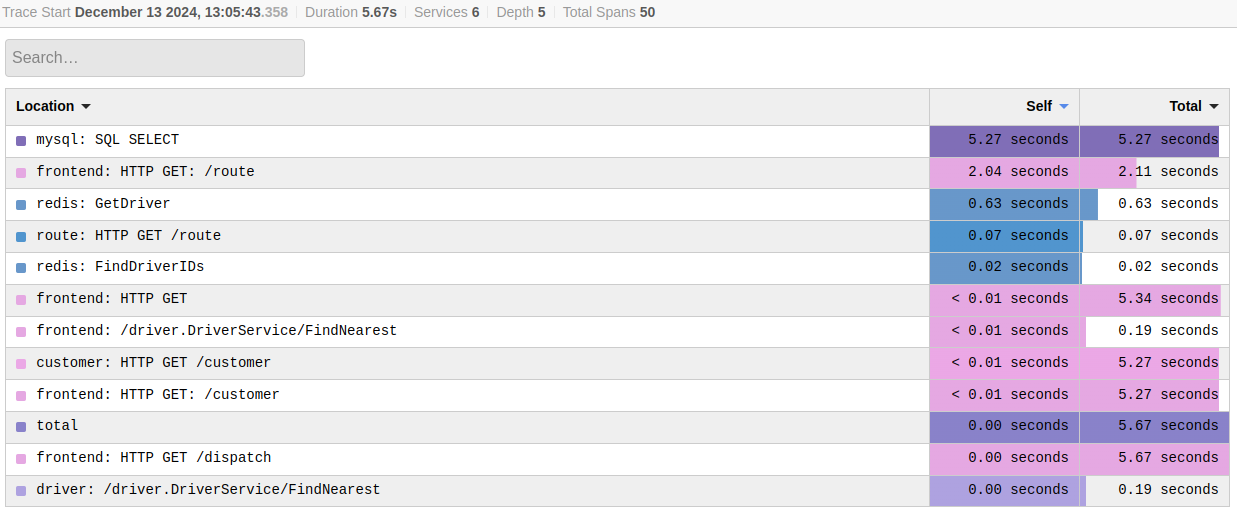 Trace Start December 13 2024, 13:05:43.358 Duration 5.67s Services 6 Depth 5 Total Spans 50
Search…
Location Self Total
mysql: SQL SELECT 5.27 seconds 5.27 seconds
frontend: HTTP GET: /route 2.04 seconds 2.11 seconds
redis: GetDriver 0.63 seconds 0.63 seconds
route: HTTP GET /route 0.07 seconds 0.07 seconds
redis: FindDriverIDs 0.02 seconds 0.02 seconds
frontend: HTTP GET < 0.01 seconds 5.34 seconds
frontend: /driver.DriverService/FindNearest < 0.01 seconds 0.19 seconds
customer: HTTP GET /customer < 0.01 seconds 5.27 seconds
frontend: HTTP GET: /customer < 0.01 seconds 5.27 seconds
total 0.00 seconds 5.67 seconds
frontend: HTTP GET /dispatch 0.00 seconds 5.67 seconds
driver: /driver.DriverService/FindNearest 0.00 seconds 0.19 seconds